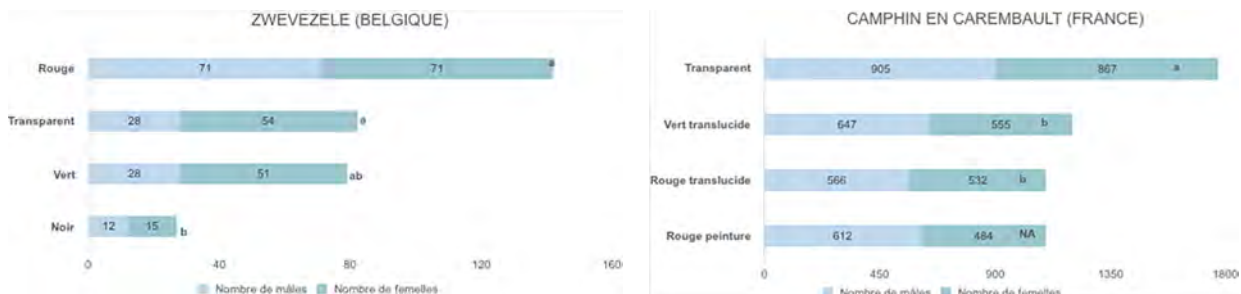 ZWEVEZELE (BELGIQUE)
Rouge 71 71 a
Transparent 28 54 a
Vert 28 51 ab
Noir 12 15 b
0 40 80 120 160
Nombre de mâles Nombre de femelles
CAMPHIN EN CAREMBAULT (FRANCE)
Transparent 905 867 a
Vert translucide 647 555 b
Rouge translucide 566 532 b
Rouge peinture 612 484 NA
0 450 900 1350 18000
Nombre de mâles Nombre de femelles